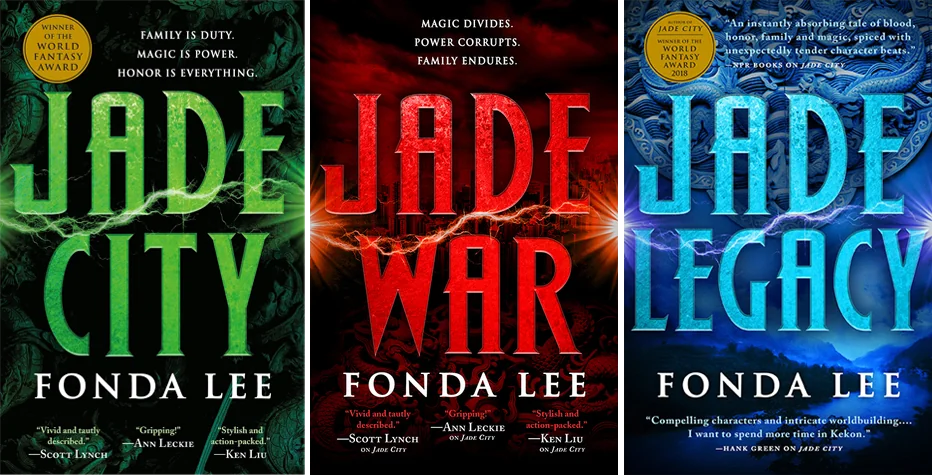 WINNER
OF THE
WORLD
FANTASY
AWARD
FAMILY IS DUTY.
MAGIC IS POWER.
HONOR IS EVERYTHING.
JADE
CITY
FONDA LEE
“Vivid and tautly
described.”
—SCOTT LYNCH
“Gripping!”
—ANN LECKIE
“Stylish and
action-packed.”
—KEN LIU
MAGIC DIVIDES.
POWER CORRUPTS.
FAMILY ENDURES.
JADE
WAR
FONDA LEE
“Vivid and tautly
described.”
—SCOTT LYNCH
ON JADE CITY
“Gripping!”
—ANN LECKIE
ON JADE CITY
“Stylish and
action-packed.”
—KEN LIU
ON JADE CITY
AUTHOR OF
JADE CITY
WINNER OF THE
WORLD
FANTASY
AWARD
2018
“An instantly absorbing tale of blood,
honor, family and magic, spiced with
unexpectedly tender character beats.”
—NPR BOOKS ON JADE CITY
JADE
LEGACY
FONDA LEE
“Compelling characters and intricate worldbuilding....
I want to spend more time in Kekon.”
—HANK GREEN ON JADE CITY